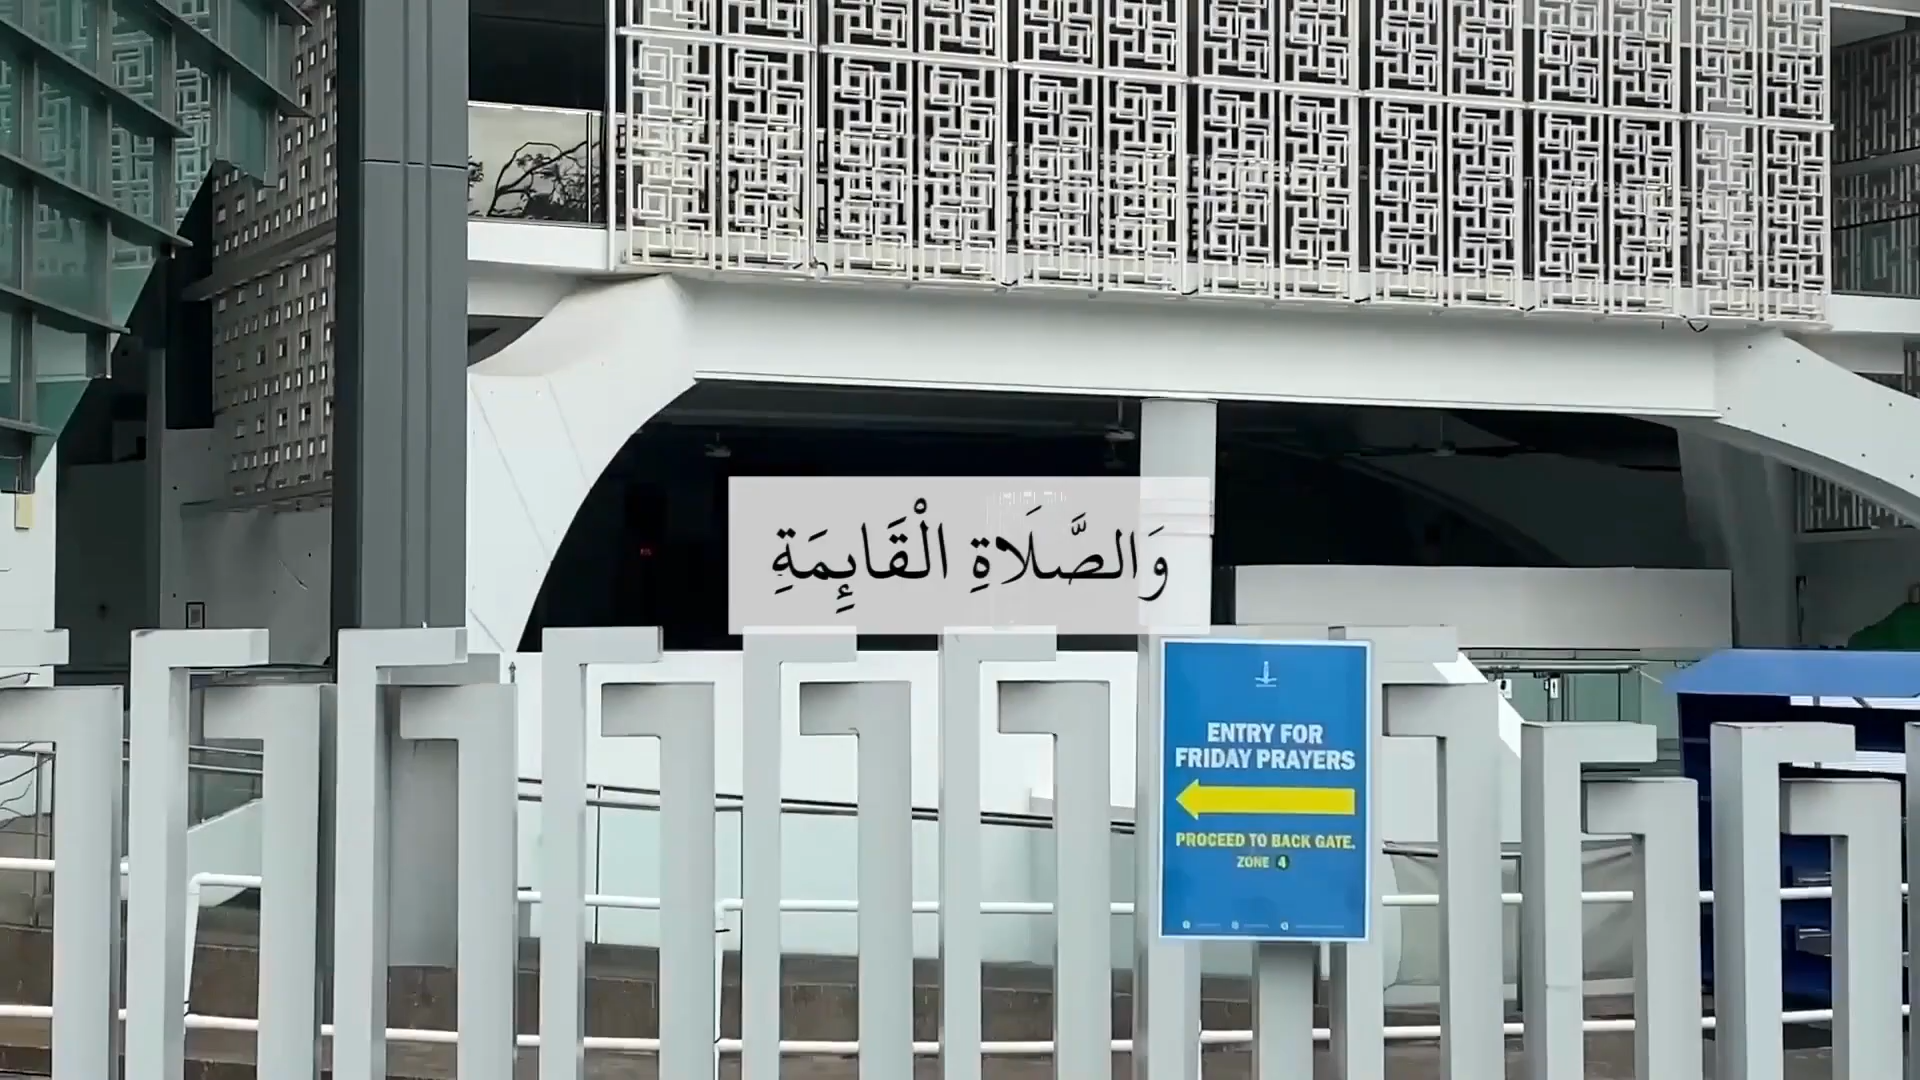 وَالصَّلَاةِ الْقَائِمَةِ
ENTRY FOR
FRIDAY PRAYERS
PROCEED TO BACK GATE.
ZONE 4